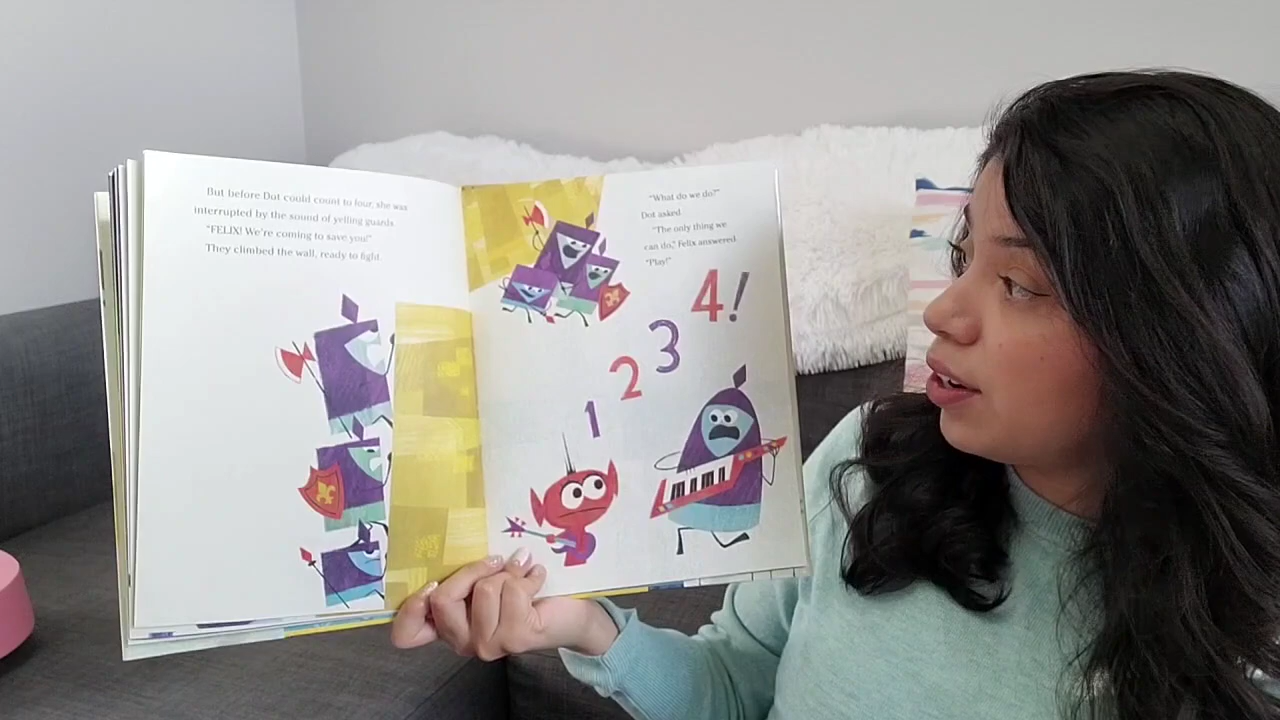 But before Dot could count to four, she was
interrupted by the sound of yelling guards.
"FELIX! We're coming to save you!"
They climbed the wall, ready to fight.
"What do we do?"
Dot asked.
"The only thing we
can do," Felix answered.
"Play!"
1
2
3
4!